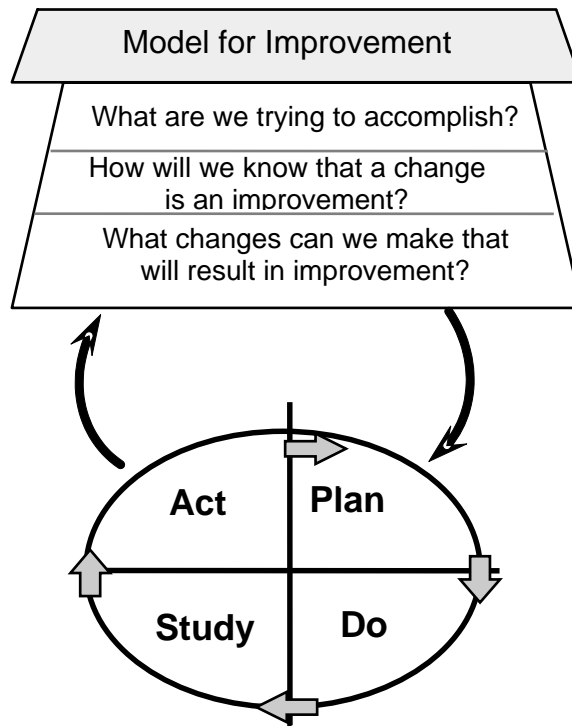 Model for Improvement
What are we trying to accomplish?
How will we know that a change
is an improvement?
What changes can we make that
will result in improvement?
Act
Plan
Study
Do